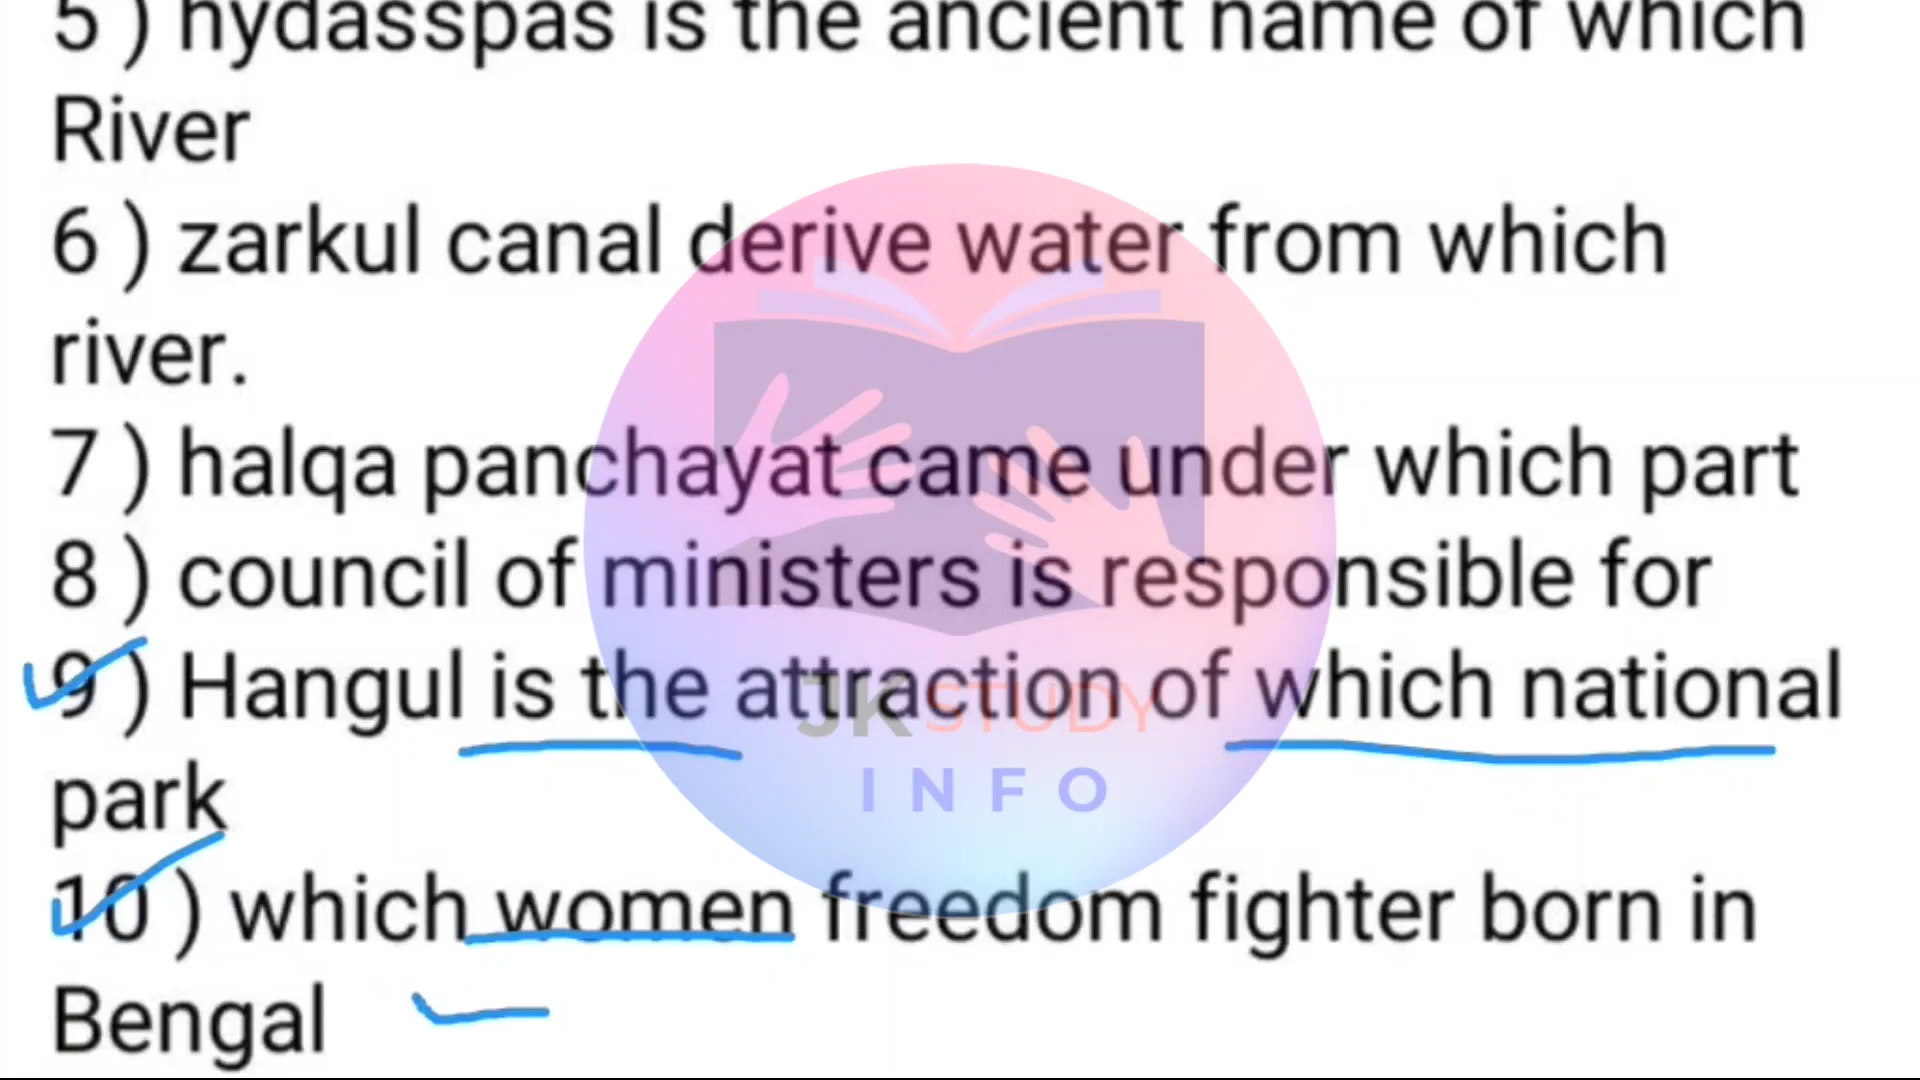 5 ) hydasspas is the ancient name of which
River
6 ) zarkul canal derive water from which
river.
7 ) halqa panchayat came under which part
8 ) council of ministers is responsible for
9 ) Hangul is the attraction of which national
JK STUDY
INFO
park
10 ) which women freedom fighter born in
Bengal